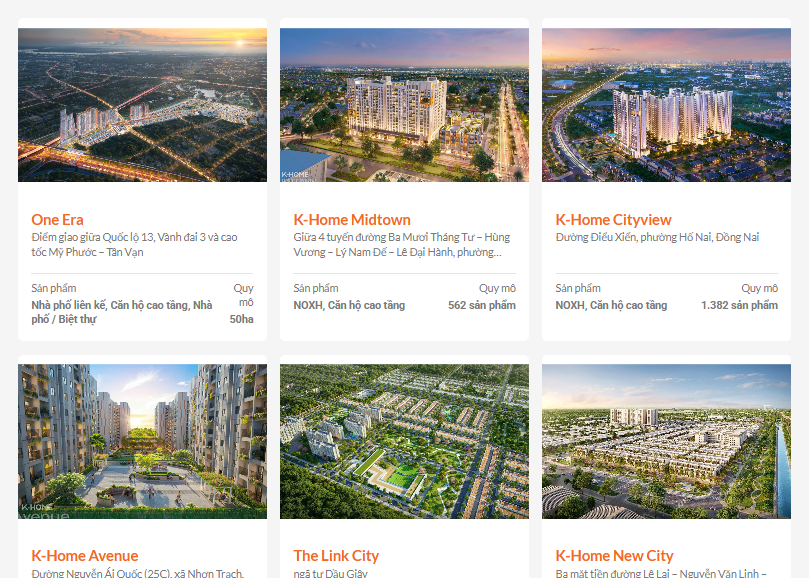 K-HOME
One Era
Điểm giao giữa Quốc lộ 13, Vành đai 3 và cao
tốc Mỹ Phước – Tân Vạn
Sản phẩm
Quy
mô
Nhà phố liên kế, Căn hộ cao tầng, Nhà
phố / Biệt thự
50ha
K-Home Midtown
Giữa 4 tuyến đường Ba Mươi Tháng Tư – Hùng
Vương – Lý Nam Đế – Lê Đại Hành, phường...
Sản phẩm
Quy mô
NOXH, Căn hộ cao tầng
562 sản phẩm
K-Home Cityview
Đường Điểu Xiển, phường Hố Nai, Đồng Nai
Sản phẩm
Quy mô
NOXH, Căn hộ cao tầng
1.382 sản phẩm
K-HOME
Avenue
K-Home Avenue
Đường Nguyễn Ái Quốc (25C), xã Nhơn Trạch,
The Link City
ngã tư Dầu Giây
K-Home New City
Ba mặt tiền đường Lê Lợi – Nguyễn Văn Linh –